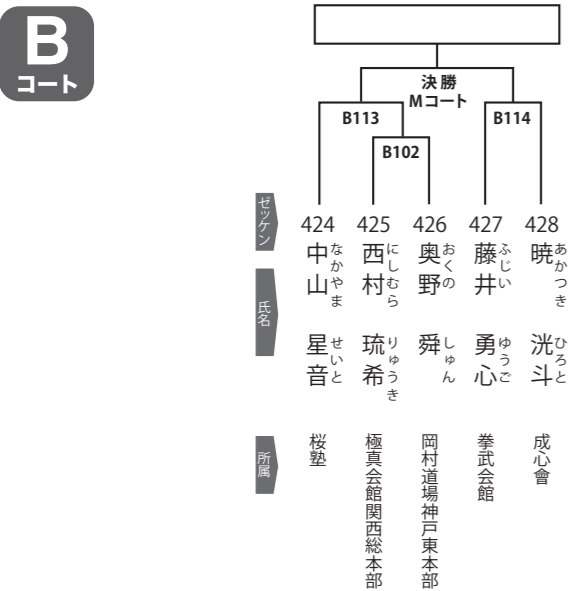 B
コート
決勝
Mコート
B113
B114
B102
ゼッケン
424
425
426
427
428
氏名
中山 星音
なかやま せいと
西村 琉希
にしむら りゅうき
奥野 舜
おくの しゅん
藤井 勇心
ふじい ゆうご
暁 洸斗
あかつき ひろと
所属
桜塾
極真会館関西総本部
岡村道場神戸東本部
拳武会館
成心會